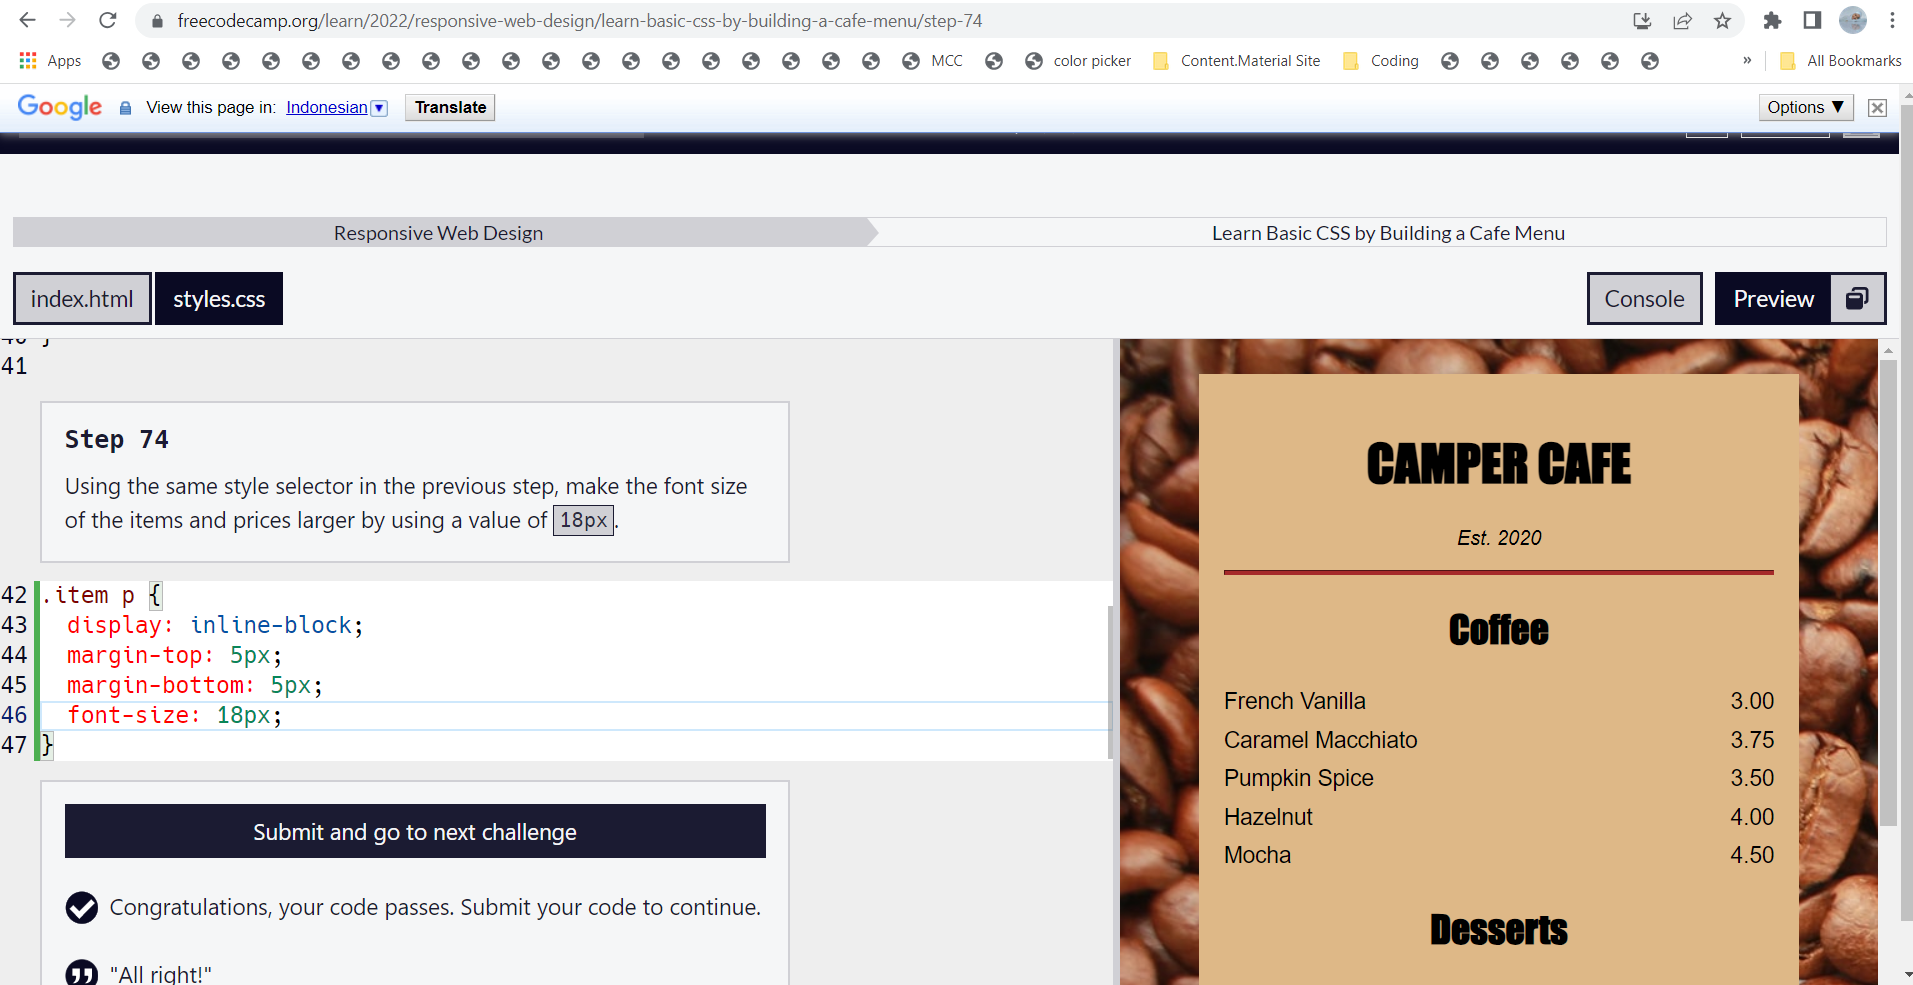 freecodecamp.org/learn/2022/responsive-web-design/learn-basic-css-by-building-a-cafe-menu/step-74
Apps MCC color picker Content.Material Site Coding » All Bookmarks
Google View this page in: Indonesian Translate Options ▼
Responsive Web Design Learn Basic CSS by Building a Cafe Menu
index.html styles.css Console Preview
40 }
41
Step 74
Using the same style selector in the previous step, make the font size
of the items and prices larger by using a value of 18px.
42 .item p {
43 display: inline-block;
44 margin-top: 5px;
45 margin-bottom: 5px;
46 font-size: 18px;
47 }
Submit and go to next challenge
Congratulations, your code passes. Submit your code to continue.
"All right!"
CAMPER CAFE
Est. 2020
Coffee
French Vanilla 3.00
Caramel Macchiato 3.75
Pumpkin Spice 3.50
Hazelnut 4.00
Mocha 4.50
Desserts